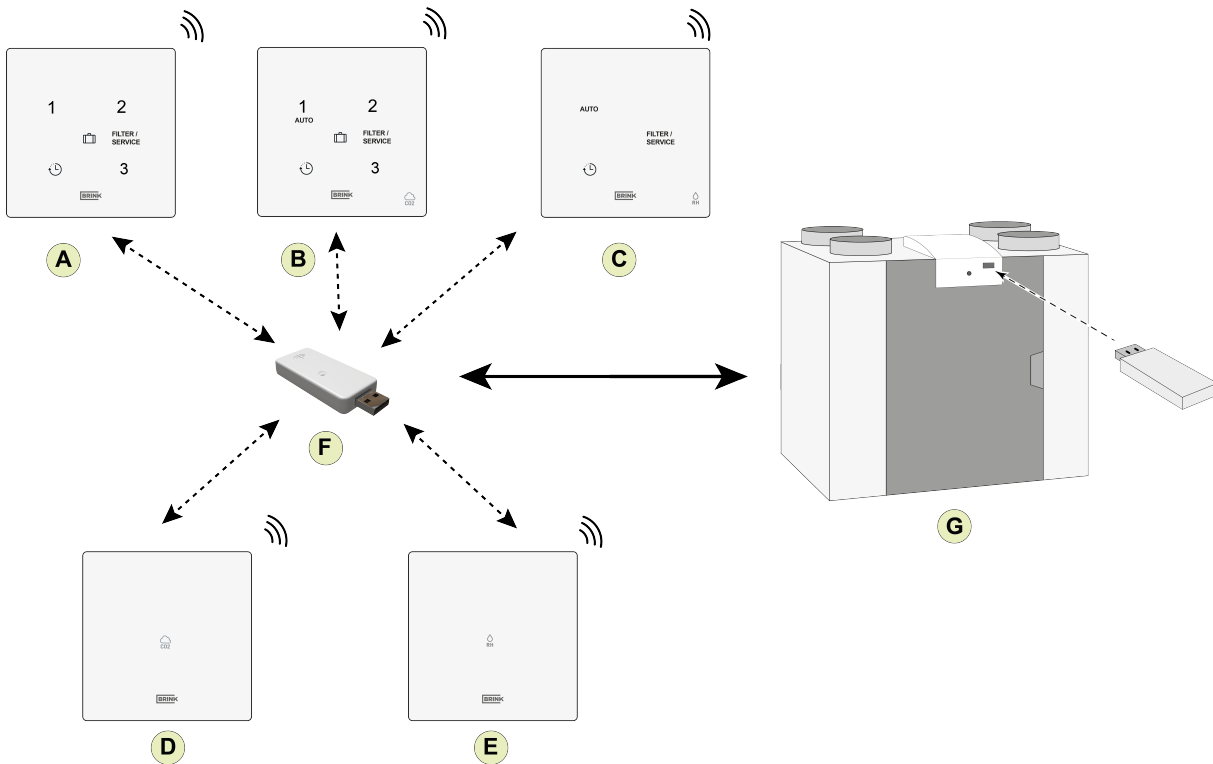 1
2
FILTER /
SERVICE
3
BRINK
A
1
AUTO
2
FILTER /
SERVICE
3
BRINK
CO2
B
AUTO
FILTER /
SERVICE
BRINK
RH
C
F
G
CO2
BRINK
D
RH
BRINK
E